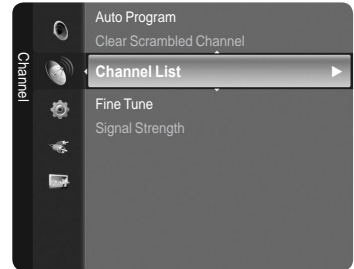 Channel
Auto Program
Clear Scrambled Channel
Channel List
Fine Tune
Signal Strength